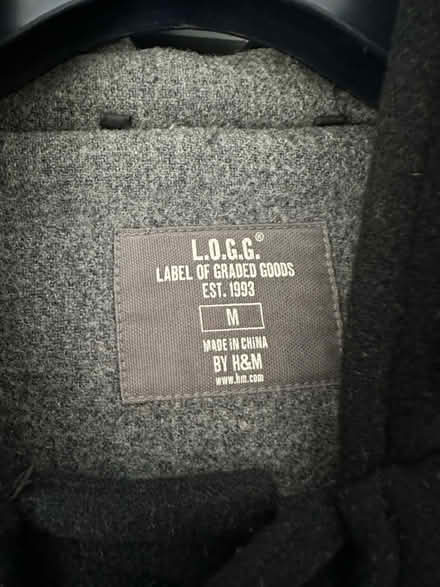 L.O.G.G.®
LABEL OF GRADED GOODS
EST. 1993
M
MADE IN CHINA
BY H&M
www.hm.com